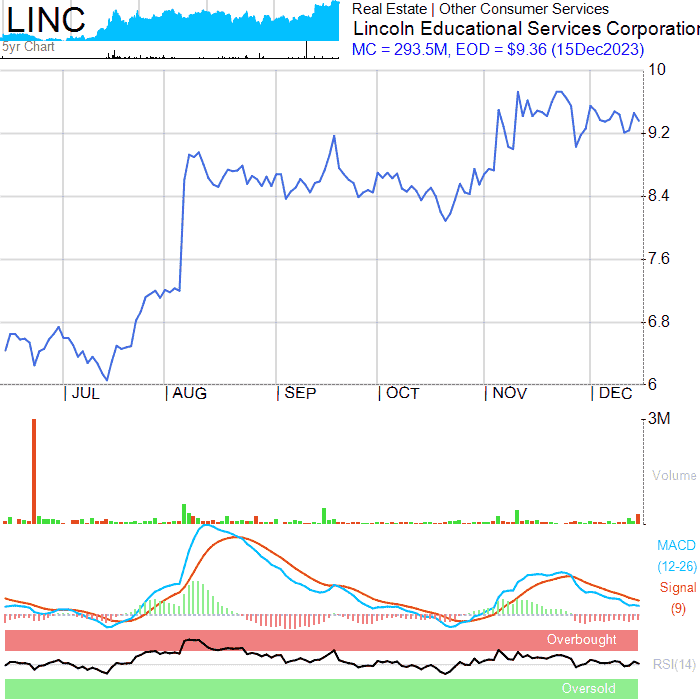 LINC
5yr Chart
Real Estate | Other Consumer Services
Lincoln Educational Services Corporation
MC = 293.5M, EOD = $9.36 (15Dec2023)
10
9.2
8.4
7.6
6.8
6
JUL
AUG
SEP
OCT
NOV
DEC
3M
Volume
MACD
(12-26)
Signal
(9)
Overbought
RSI(14)
Oversold